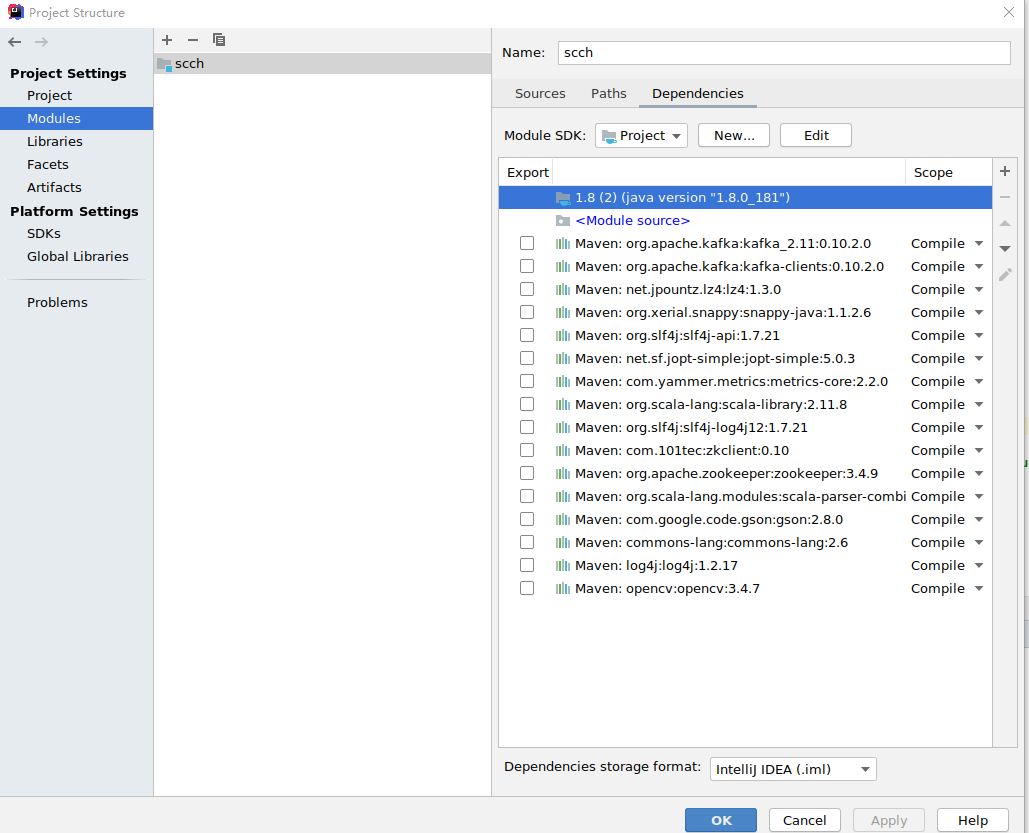 Project Structure
Project Settings
Project
Modules
Libraries
Facets
Artifacts
Platform Settings
SDKs
Global Libraries
Problems
scch
Name: scch
Sources Paths Dependencies
Module SDK: Project New... Edit
Export Scope
1.8 (2) (java version "1.8.0_181")
<Module source>
Maven: org.apache.kafka:kafka_2.11:0.10.2.0 Compile
Maven: org.apache.kafka:kafka-clients:0.10.2.0 Compile
Maven: net.jpountz.lz4:lz4:1.3.0 Compile
Maven: org.xerial.snappy:snappy-java:1.1.2.6 Compile
Maven: org.slf4j:slf4j-api:1.7.21 Compile
Maven: net.sf.jopt-simple:jopt-simple:5.0.3 Compile
Maven: com.yammer.metrics:metrics-core:2.2.0 Compile
Maven: org.scala-lang:scala-library:2.11.8 Compile
Maven: org.slf4j:slf4j-log4j12:1.7.21 Compile
Maven: com.101tec:zkclient:0.10 Compile
Maven: org.apache.zookeeper:zookeeper:3.4.9 Compile
Maven: org.scala-lang.modules:scala-parser-combi Compile
Maven: com.google.code.gson:gson:2.8.0 Compile
Maven: commons-lang:commons-lang:2.6 Compile
Maven: log4j:log4j:1.2.17 Compile
Maven: opencv:opencv:3.4.7 Compile
Dependencies storage format: IntelliJ IDEA (.iml)
OK Cancel Apply Help